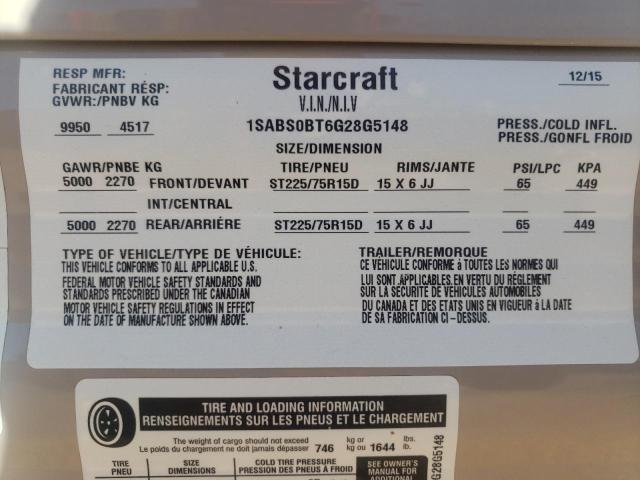 RESP MFR: Starcraft 12/15
FABRICANT RÉSP:
GVWR:/PNBV KG V.I.N./N.I.V
9950 4517 1SABS0BT6G28G5148 PRESS./COLD INFL.
PRESS./GONFL FROID
SIZE/DIMENSION
GAWR/PNBE KG TIRE/PNEU RIMS/JANTE PSI/LPC KPA
5000 2270 FRONT/DEVANT ST225/75R15D 15 X 6 JJ 65 449
INT/CENTRAL
5000 2270 REAR/ARRIÉRE ST225/75R15D 15 X 6 JJ 65 449
TYPE OF VEHICLE/TYPE DE VÉHICULE: TRAILER/REMORQUE
THIS VEHICLE CONFORMS TO ALL APPLICABLE U.S.
FEDERAL MOTOR VEHICLE SAFETY STANDARDS AND
STANDARDS PRESCRIBED UNDER THE CANADIAN
MOTOR VEHICLE SAFETY REGULATIONS IN EFFECT
ON THE DATE OF MANUFACTURE SHOWN ABOVE.
CE VÉHICULE CONFORME à TOUTES LES NORMES QUI
LUI SONT APPLICABLES EN VERTU DU RÉGLEMENT
SUR LA SÉCURITÉ DE VÉHICULES AUTOMOBILES
DU CANADA ET DES ETATS UNIS EN VIGUEUR à LA DATE
DE SA FABRICATION CI-DESSUS.
TIRE AND LOADING INFORMATION
RENSEIGNEMENTS SUR LES PNEUS ET LE CHARGEMENT
The weight of cargo should not exceed kg or lbs.
Le poids du chargement ne doit jamais dépasser 746 kg ou 1644 lb.
TIRE SIZE COLD TIRE PRESSURE SEE OWNER'S
PNEU DIMENSIONS PRESSION DES PNEUS À FROID MANUAL FOR
ADDITIONAL
G28G5148